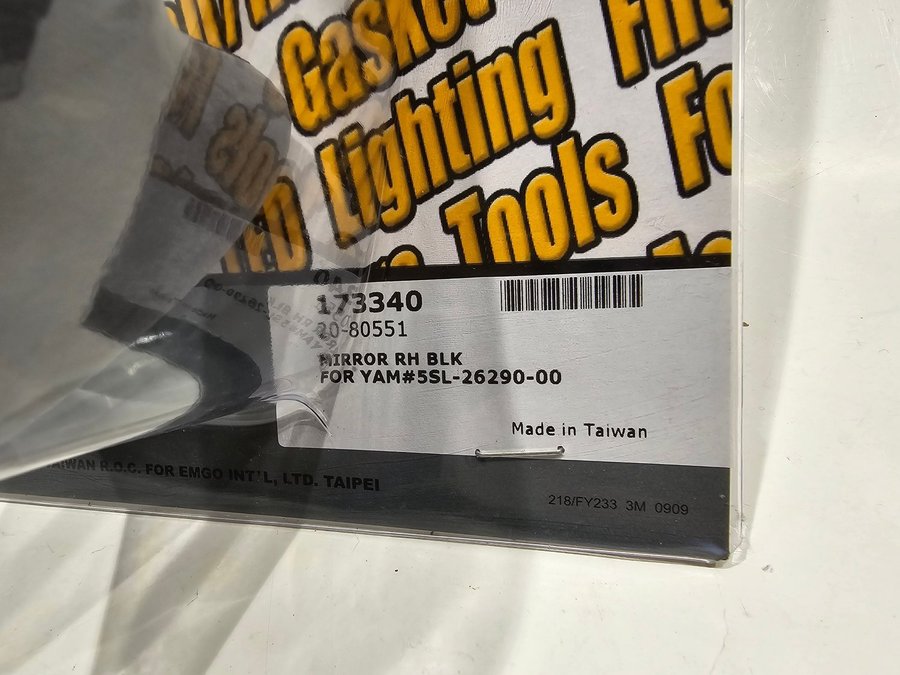 Gasket
Lighting
Tools
173340
20-80551
MIRROR RH BLK
FOR YAM#5SL-26290-00
Made in Taiwan
TAIWAN R.O.C. FOR EMGO INT'L, LTD. TAIPEI
218/FY233 3M 0909